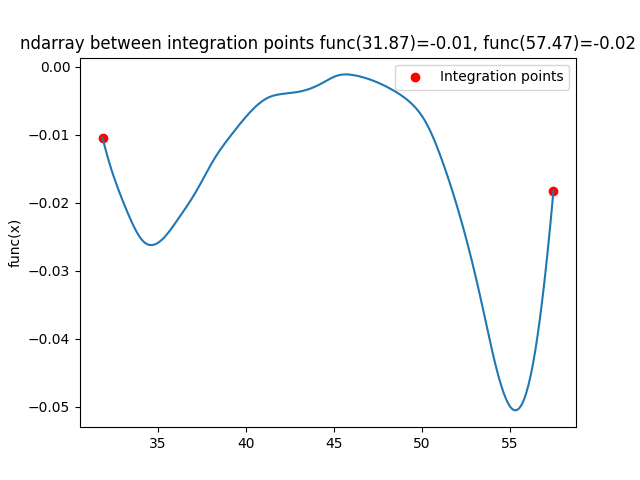 ndarray between integration points func(31.87)=-0.01, func(57.47)=-0.02
Integration points
func(x)
0.00
−0.01
−0.02
−0.03
−0.04
−0.05
35 40 45 50 55